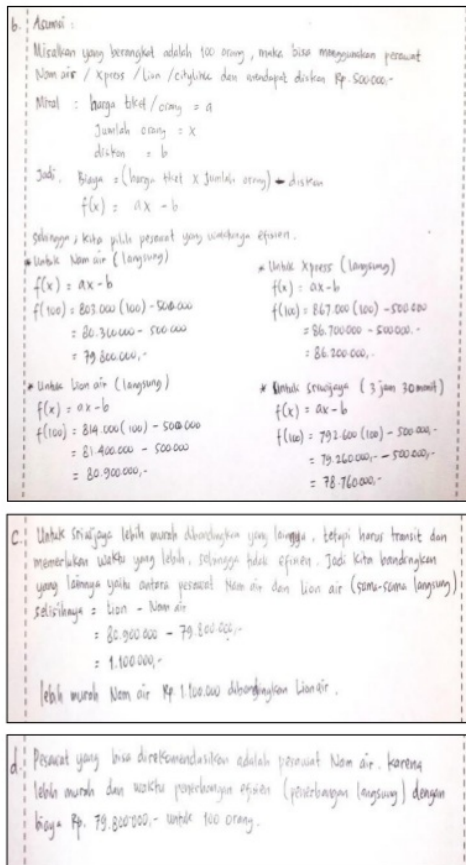 b. Asumsi :
Misalkan yang berangkat adalah 100 orang, maka bisa menggunakan pesawat
Nam air / Xpress / Lion / citylink dan mendapat diskon Rp. 500.000,-
Misal : harga tiket / orang = a
Jumlah orang = x
diskon = b
Jadi, Biaya = (harga tiket x jumlah orang) - diskon
f(x) = ax - b
sehingga, kita pilih pesawat yang waktunya efisien.
* Untuk Nam air (langsung)
f(x) = ax - b
f(100) = 803.000 (100) - 500.000
= 80.300.000 - 500.000
= 79.800.000,-
* Untuk Xpress (langsung)
f(x) = ax - b
f(100) = 867.000 (100) - 500.000
= 86.700.000 - 500.000.-
= 86.200.000,-
* Untuk Lion air (langsung)
f(x) = ax - b
f(100) = 814.000 (100) - 500.000
= 81.400.000 - 500.000
= 80.900.000,-
* Untuk Sriwijaya (3 jam 30 menit)
f(x) = ax - b
f(100) = 792.600 (100) - 500.000,-
= 79.260.000,- - 500.000,-
= 78.760.000,-
C. Untuk Sriwijaya lebih murah dibandingkan yang lainnya, tetapi harus transit dan
memerlukan waktu yang lebih, sehingga tidak efisien. Jadi kita bandingkan
yang lainnya yaitu antara pesawat Nam air dan Lion air (sama-sama langsung)
selisihnya = Lion - Nam air
= 80.900.000 - 79.800.000,-
= 1.100.000,-
lebih murah Nam air Rp 1.100.000 dibandingkan Lion air.
d. Pesawat yang bisa direkomendasikan adalah pesawat Nam air. karena
lebih murah dan waktu penerbangan efisien (penerbangan langsung) dengan
biaya Rp. 79.800.000,- untuk 100 orang.